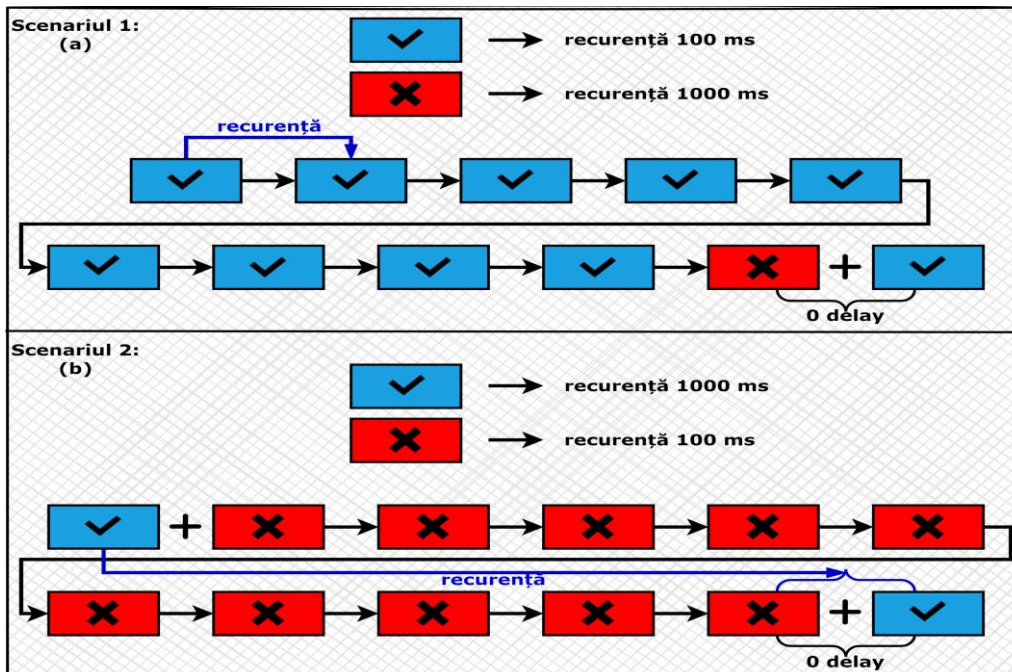 Scenariul 1:
(a)
recurență 100 ms
recurență 1000 ms
recurență
+
0 delay
Scenariul 2:
(b)
recurență 1000 ms
recurență 100 ms
+
recurență
+
0 delay